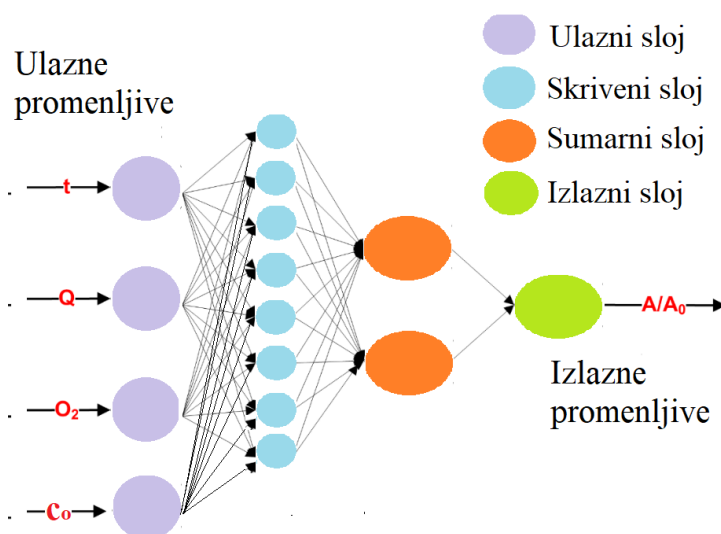 Ulazne
promenljive
Ulazni sloj
Skriveni sloj
Sumarni sloj
Izlazni sloj
t
Q
O₂
c₀
A/A₀
Izlazne
promenljive